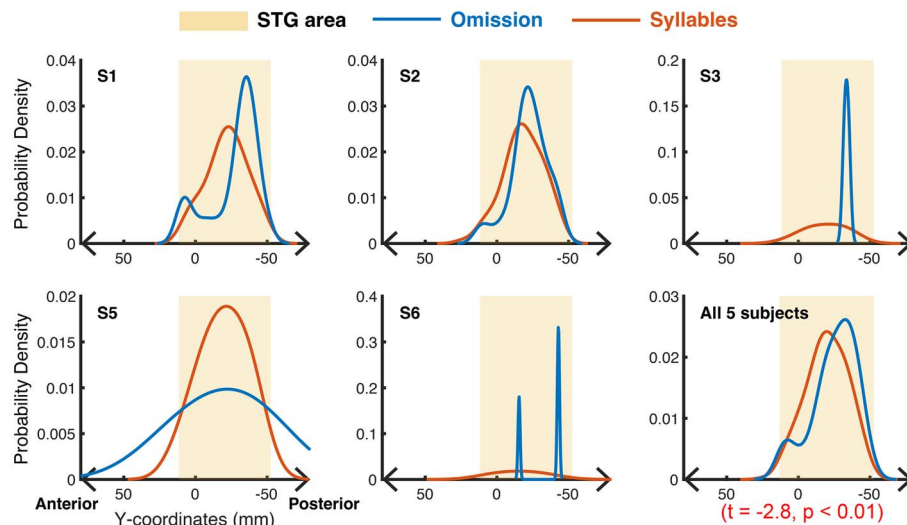 STG area Omission Syllables
S1 S2 S3
Probability Density
0.04 0.03 0.02 0.01 0
50 0 -50
0.04 0.03 0.02 0.01 0
50 0 -50
0.2 0.15 0.1 0.05 0
50 0 -50
S5 S6 All 5 subjects
Probability Density
0.02 0.015 0.01 0.005 0
50 0 -50
Anterior Posterior
Y-coordinates (mm)
0.4 0.3 0.2 0.1 0
50 0 -50
0.03 0.02 0.01 0
50 0 -50
(t = -2.8, p < 0.01)